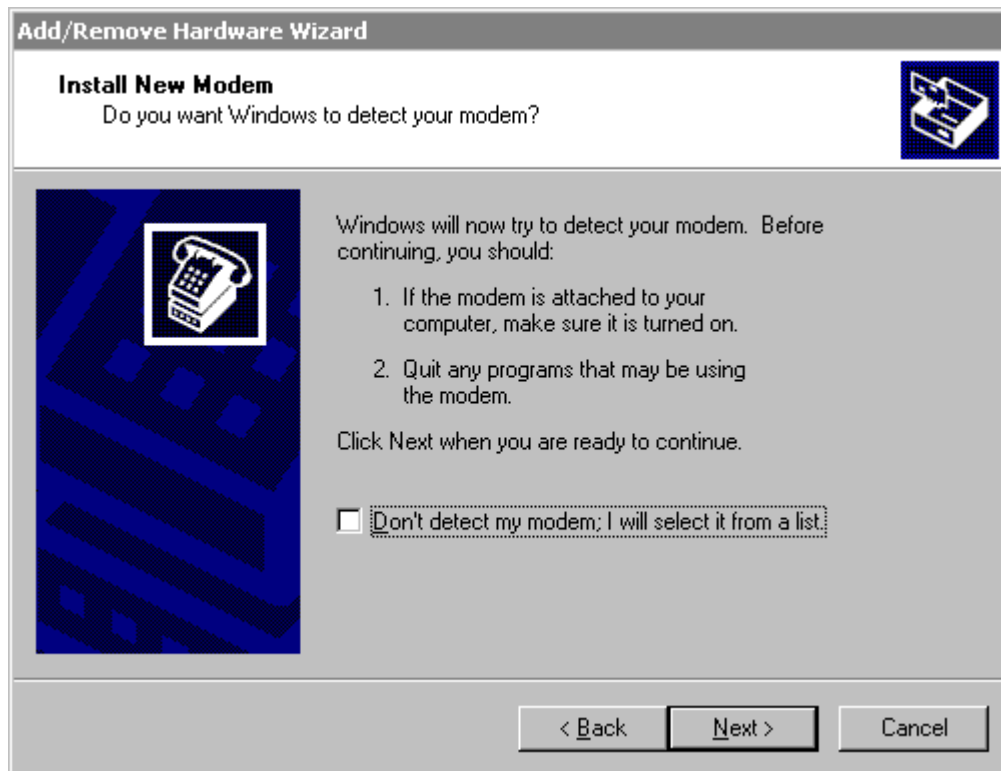 Add/Remove Hardware Wizard
Install New Modem
Do you want Windows to detect your modem?
Windows will now try to detect your modem.  Before
continuing, you should:
1. If the modem is attached to your
computer, make sure it is turned on.
2. Quit any programs that may be using
the modem.
Click Next when you are ready to continue.
Don't detect my modem; I will select it from a list.
< Back
Next >
Cancel